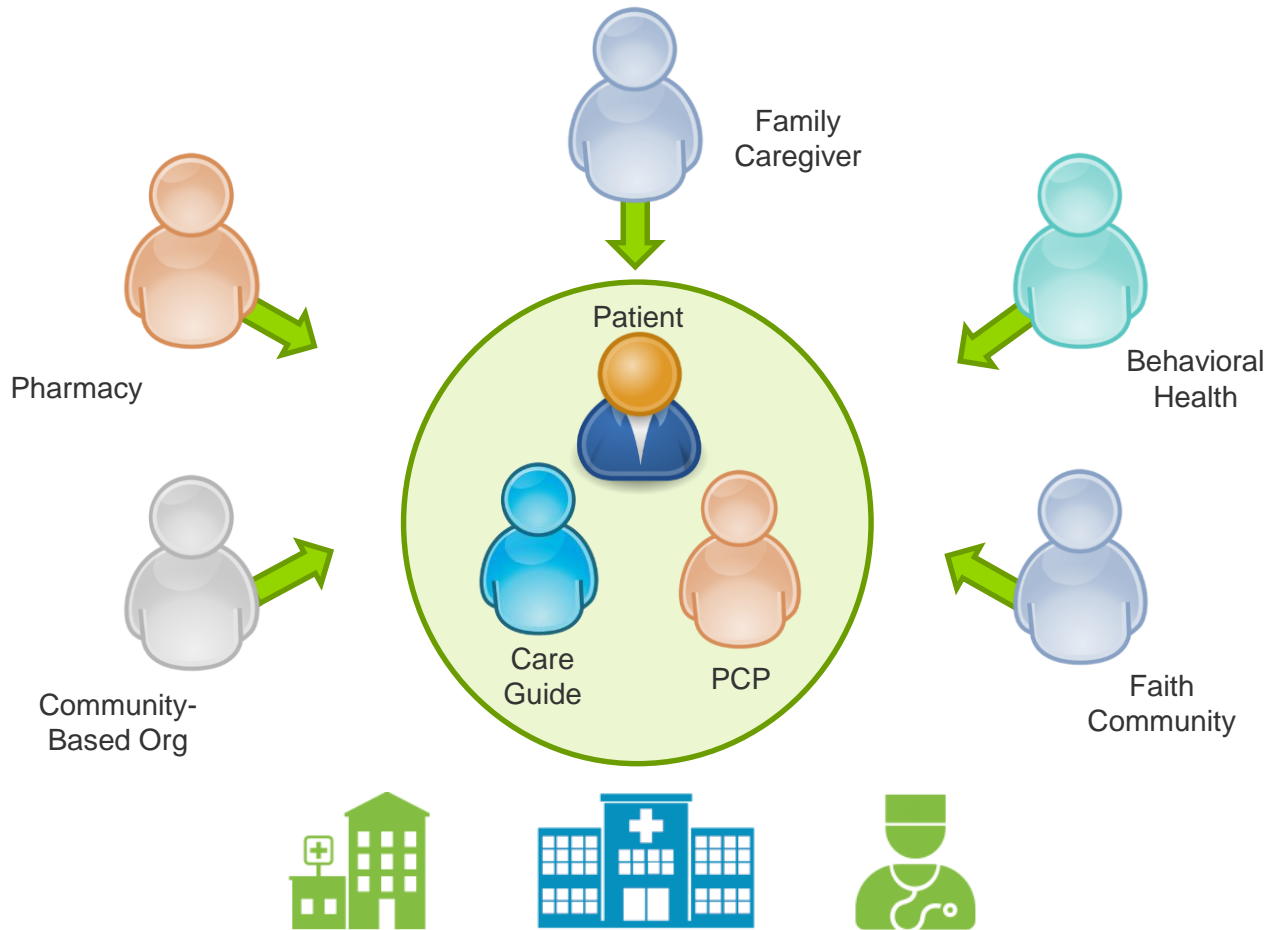 Family
Caregiver
Pharmacy
Patient
Behavioral
Health
Community-
Based Org
Care
Guide
PCP
Faith
Community